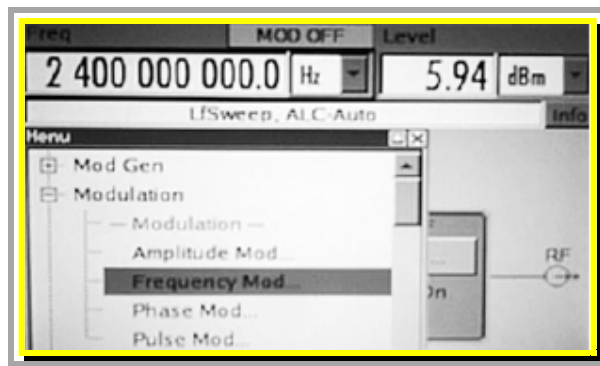 Freq MOD OFF Level
2 400 000 000.0 Hz 5.94 dBm
LfSweep, ALC-Auto Info
Menu
Mod Gen
Modulation
— Modulation —
Amplitude Mod...
Frequency Mod...
RF
Phase Mod...
Pulse Mod...